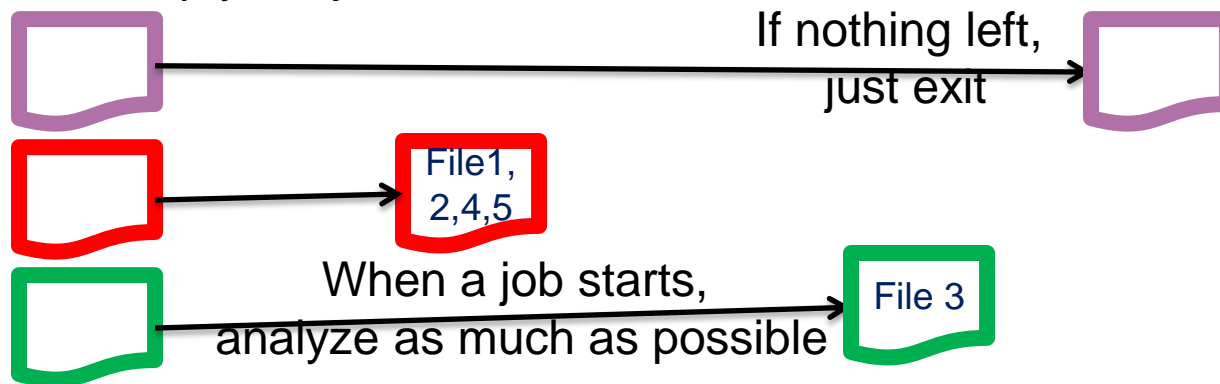 If nothing left,
just exit
File1,
2,4,5
When a job starts,
analyze as much as possible
File 3